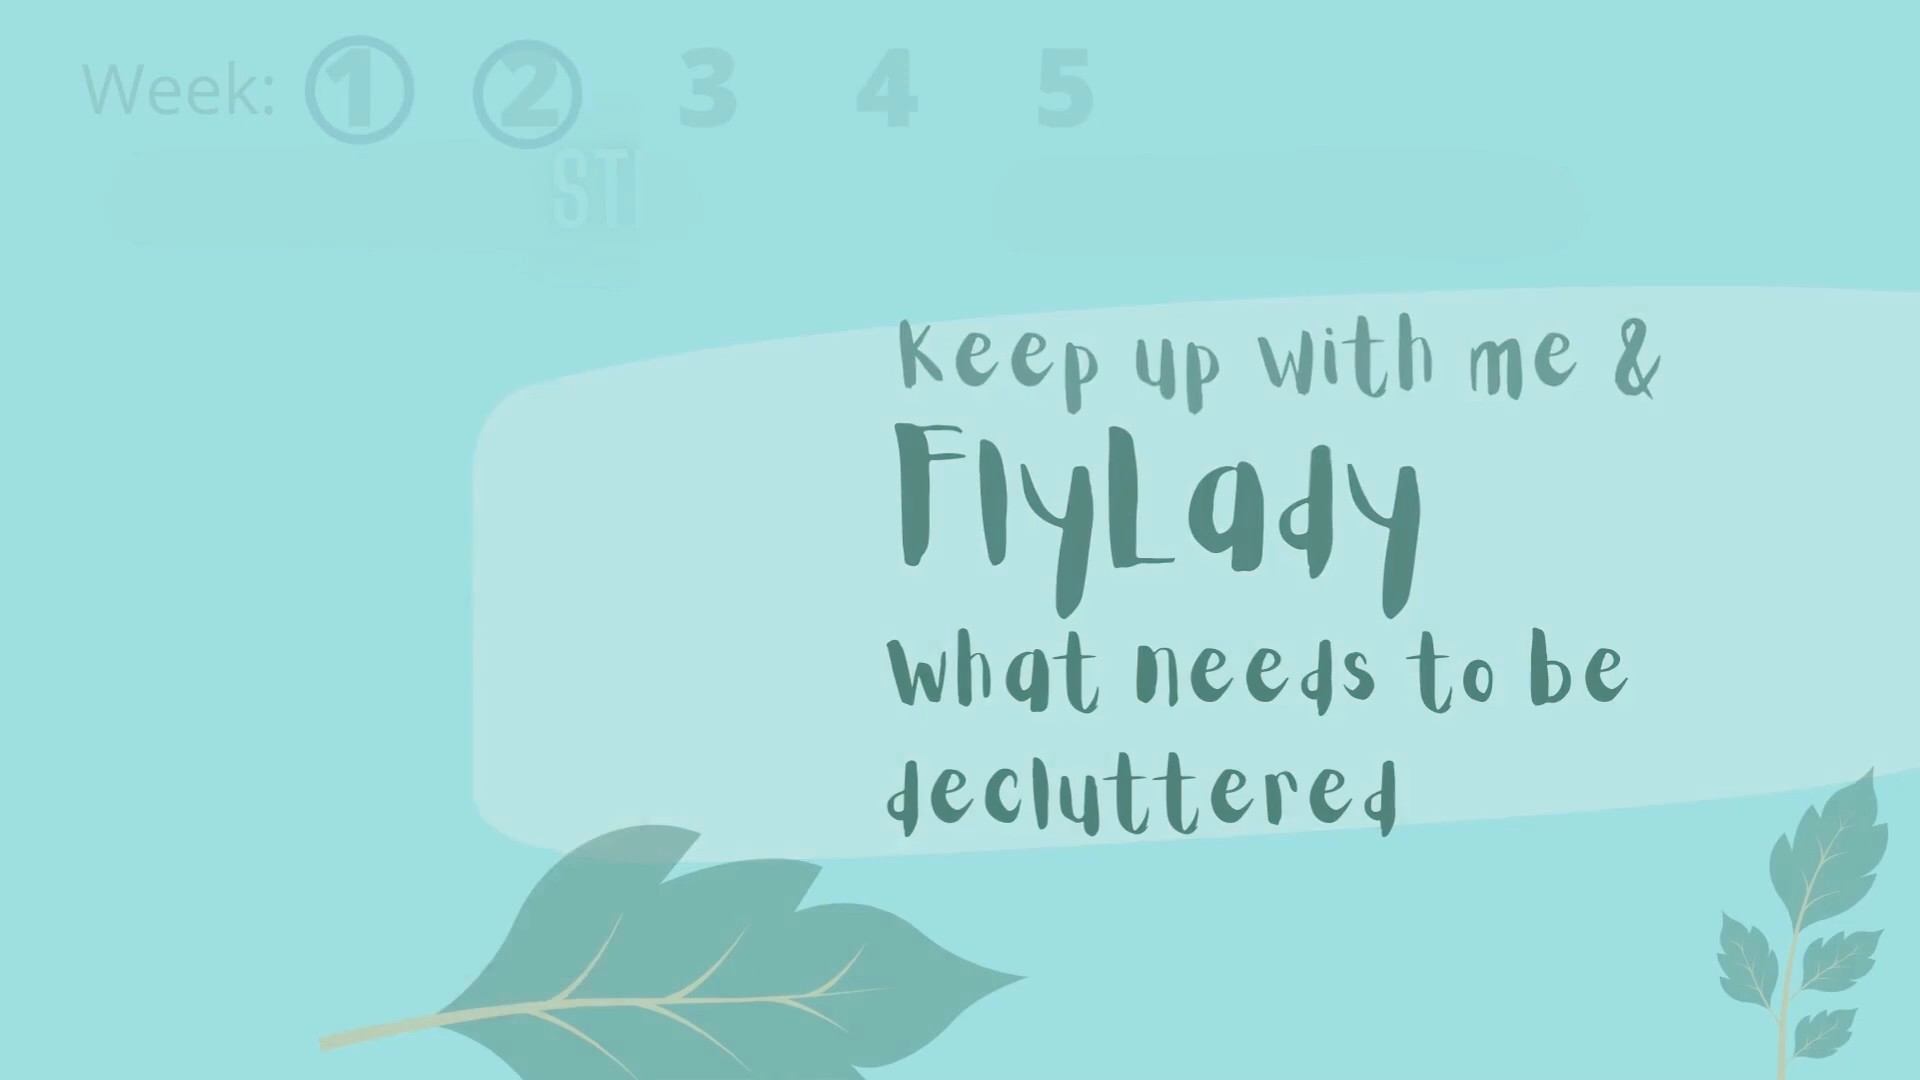 Week: 1 2 3 4 5
Keep up with me &
FlyLady
what needs to be
decluttered